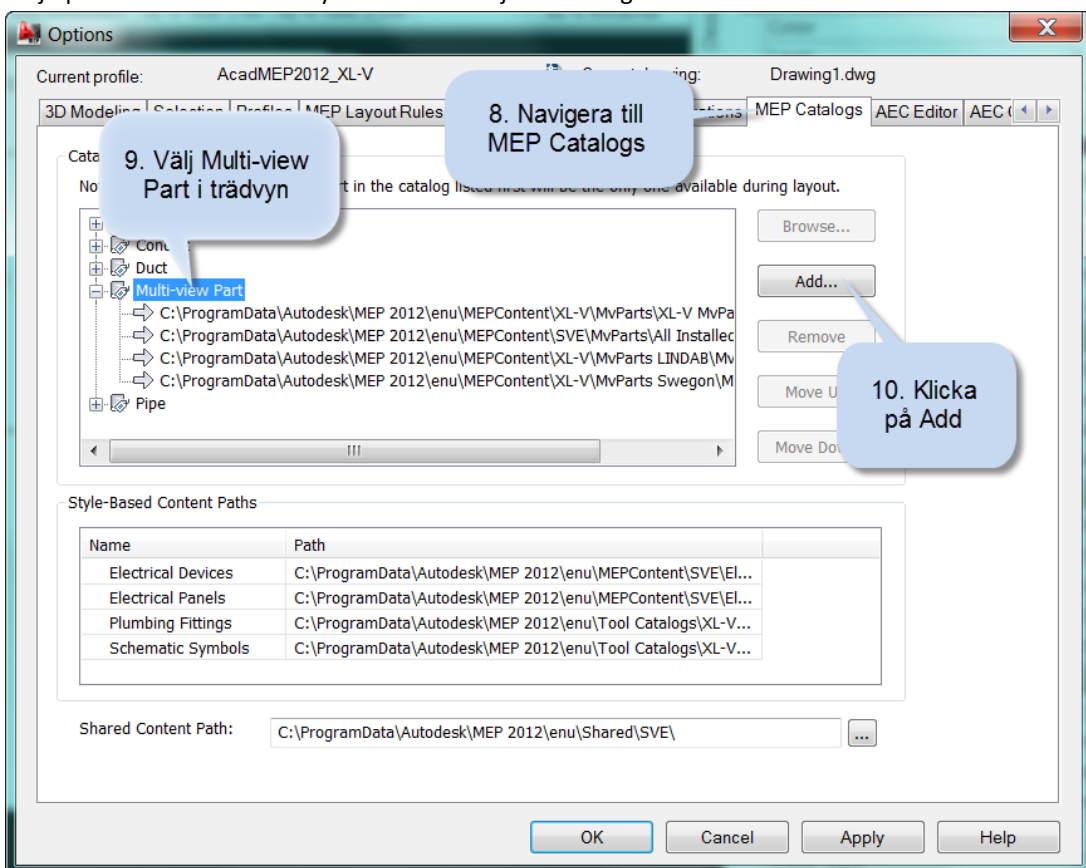 Options
Current profile: AcadMEP2012_XL-V Drawing1.dwg
3D Modeling Selection Profiles MEP Layout Rules MEP Catalogs AEC Editor AEC
8. Navigera till
MEP Catalogs
9. Välj Multi-view
Part i trädvyn
in the catalog listed first will be the only one available during layout.
Browse...
Duct
Add...
Multi-view Part
C:\ProgramData\Autodesk\MEP 2012\enu\MEPContent\XL-V\MvParts\XL-V MvPa
C:\ProgramData\Autodesk\MEP 2012\enu\MEPContent\SVE\MvParts\All Installed
Remove
C:\ProgramData\Autodesk\MEP 2012\enu\MEPContent\XL-V\MvParts LINDAB\Mv
C:\ProgramData\Autodesk\MEP 2012\enu\MEPContent\XL-V\MvParts Swegon\M
Move U
10. Klicka
på Add
Pipe
Move Do
Style-Based Content Paths
Name Path
Electrical Devices C:\ProgramData\Autodesk\MEP 2012\enu\MEPContent\SVE\El...
Electrical Panels C:\ProgramData\Autodesk\MEP 2012\enu\MEPContent\SVE\El...
Plumbing Fittings C:\ProgramData\Autodesk\MEP 2012\enu\Tool Catalogs\XL-V...
Schematic Symbols C:\ProgramData\Autodesk\MEP 2012\enu\Tool Catalogs\XL-V...
Shared Content Path: C:\ProgramData\Autodesk\MEP 2012\enu\Shared\SVE\ ...
OK Cancel Apply Help